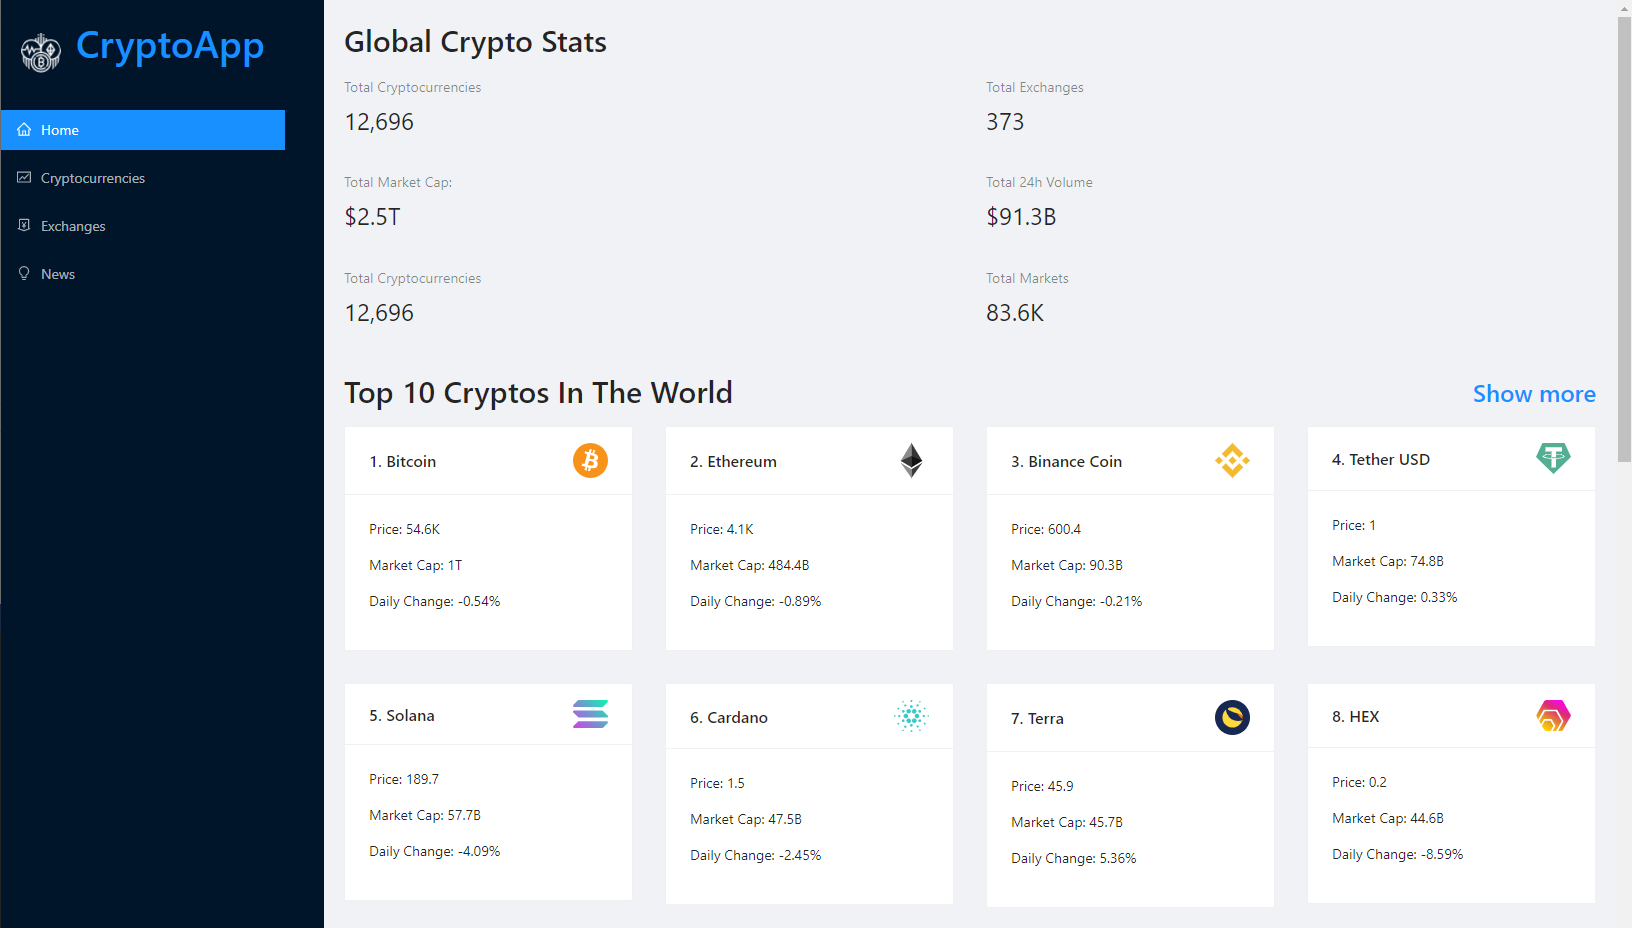 CryptoApp
Home
Cryptocurrencies
Exchanges
News
Global Crypto Stats
Total Cryptocurrencies
12,696
Total Exchanges
373
Total Market Cap:
$2.5T
Total 24h Volume
$91.3B
Total Cryptocurrencies
12,696
Total Markets
83.6K
Top 10 Cryptos In The World
Show more
1. Bitcoin
Price: 54.6K
Market Cap: 1T
Daily Change: -0.54%
2. Ethereum
Price: 4.1K
Market Cap: 484.4B
Daily Change: -0.89%
3. Binance Coin
Price: 600.4
Market Cap: 90.3B
Daily Change: -0.21%
4. Tether USD
Price: 1
Market Cap: 74.8B
Daily Change: 0.33%
5. Solana
Price: 189.7
Market Cap: 57.7B
Daily Change: -4.09%
6. Cardano
Price: 1.5
Market Cap: 47.5B
Daily Change: -2.45%
7. Terra
Price: 45.9
Market Cap: 45.7B
Daily Change: 5.36%
8. HEX
Price: 0.2
Market Cap: 44.6B
Daily Change: -8.59%